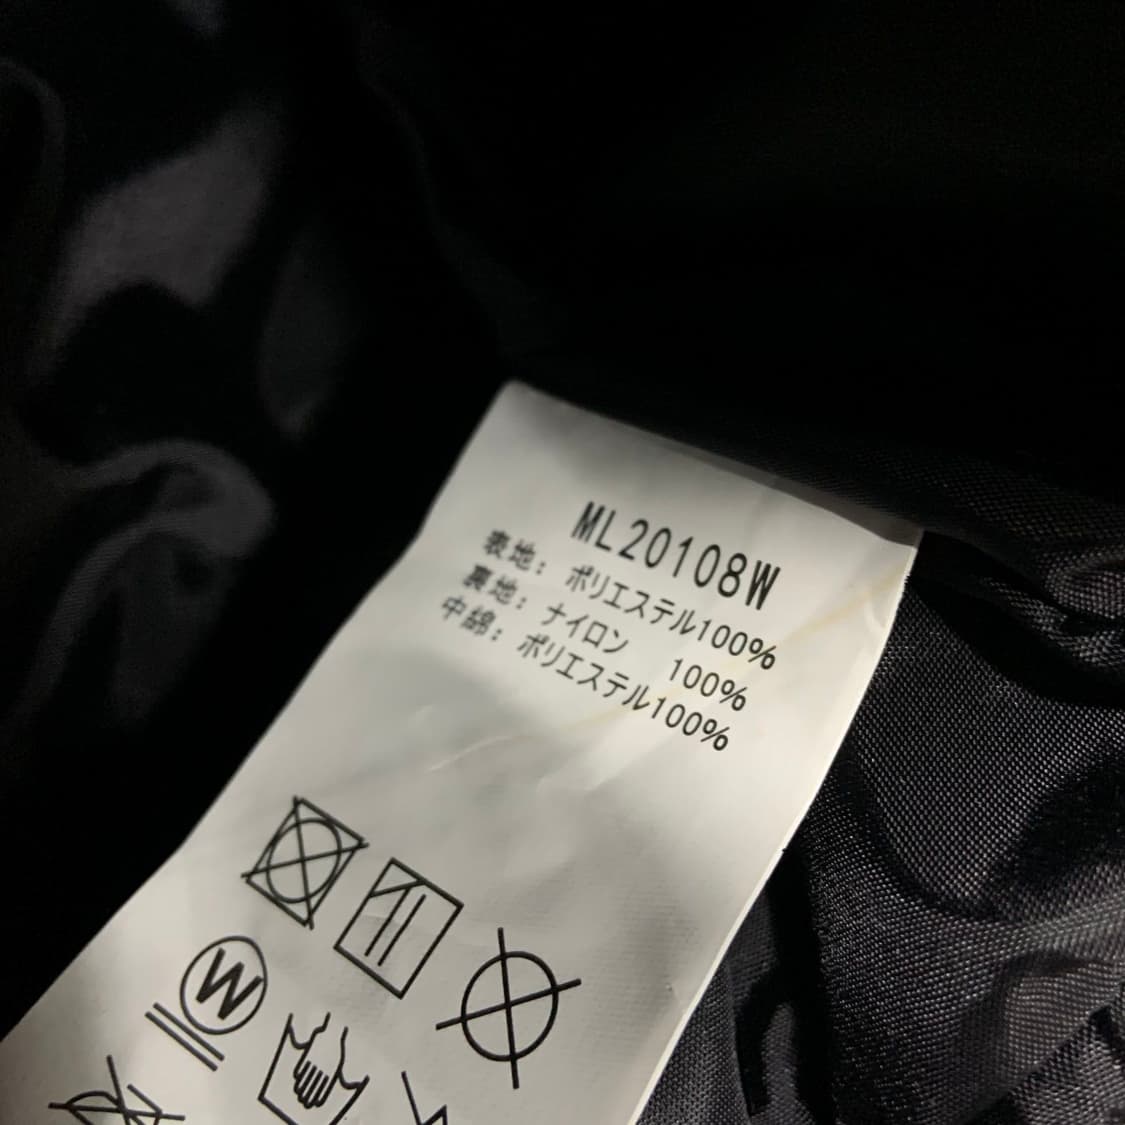 ML20108W
表地: ポリエステル100%
裏地: ナイロン 100%
中綿: ポリエステル100%
W